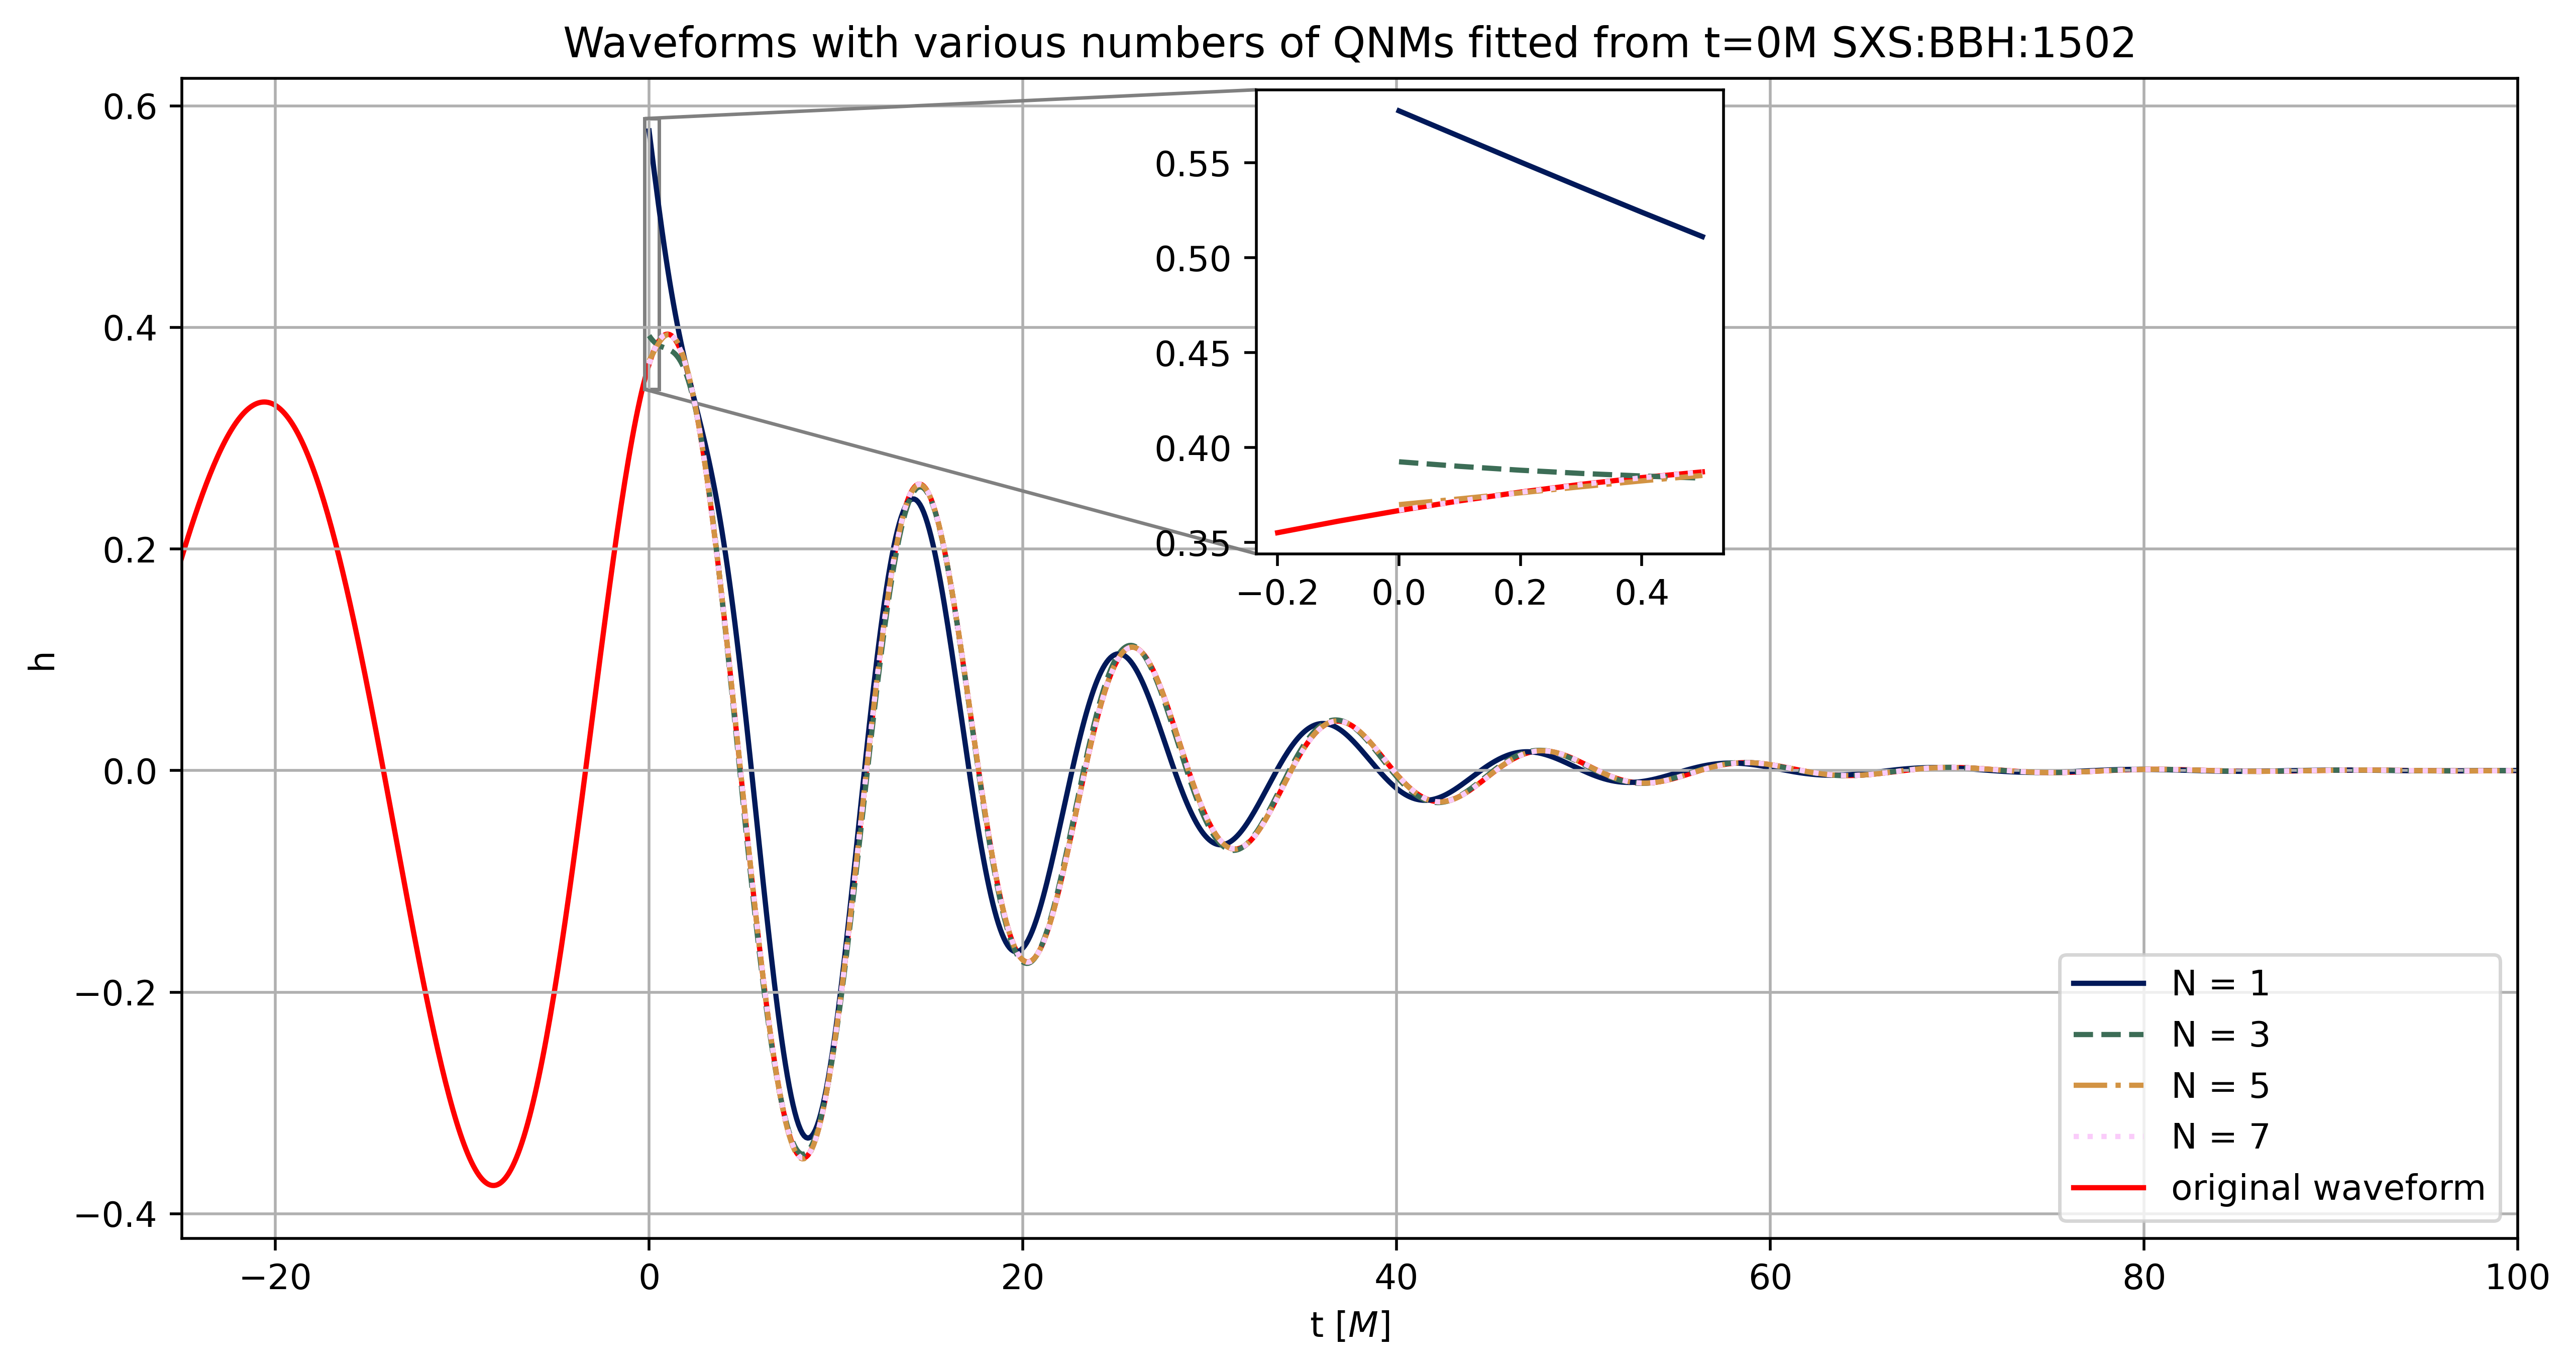 Waveforms with various numbers of QNMs fitted from t=0M SXS:BBH:1502
0.6
0.4
0.2
0.0
−0.2
−0.4
h
0.55
0.50
0.45
0.40
0.35
−0.2 0.0 0.2 0.4
N = 1
N = 3
N = 5
N = 7
original waveform
−20 0 20 40 60 80 100
t [M]